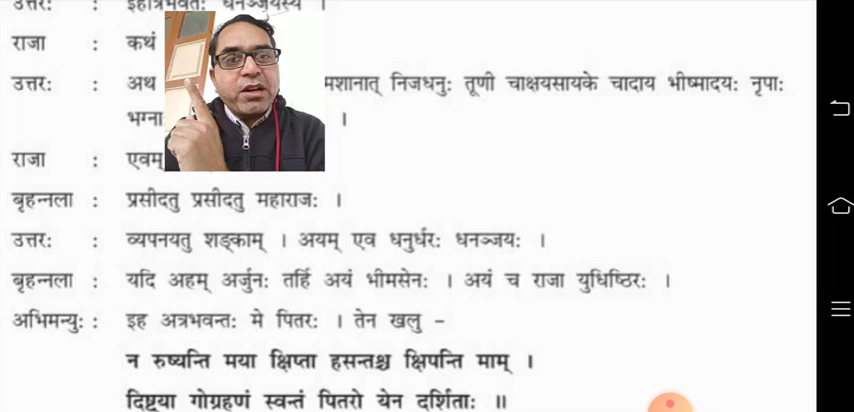 उत्तरः : इहात्रभवतः धनञ्जयस्य ।
राजा : कथं
उत्तरः : अथ मशानात् निजधनुः तूणी चाक्षयसायके चादाय भीष्मादयः नृपाः
भग्ना ।
राजा : एवम्
बृहन्नला : प्रसीदतु प्रसीदतु महाराजः ।
उत्तरः : व्यपनयतु शङ्काम् । अयम् एव धनुर्धरः धनञ्जयः ।
बृहन्नला : यदि अहम् अर्जुनः तर्हि अयं भीमसेनः । अयं च राजा युधिष्ठिरः ।
अभिमन्युः : इह अत्रभवन्तः मे पितरः । तेन खलु –
न रुष्यन्ति मया क्षिप्ता हसन्तश्च क्षिपन्ति माम् ।
दिष्ट्या गोग्रहणं स्वन्तं पितरो येन दर्शिताः ॥